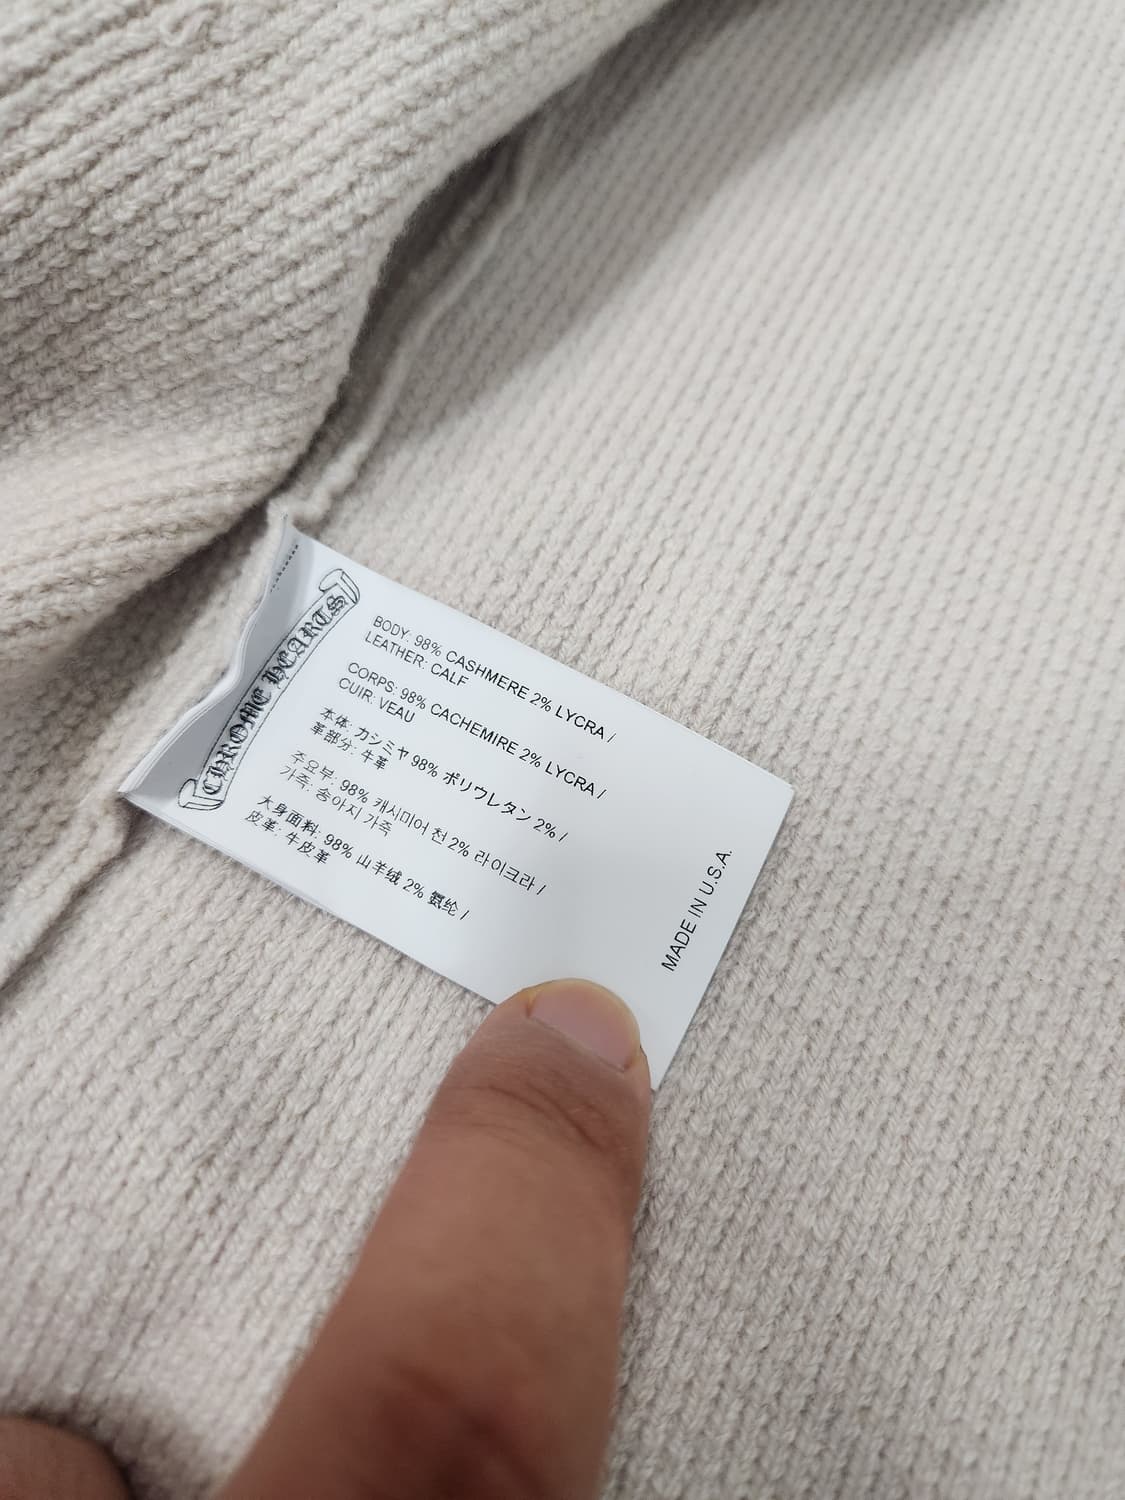 CHROME HEARTS
BODY: 98% CASHMERE 2% LYCRA /
LEATHER: CALF
CORPS: 98% CACHEMIRE 2% LYCRA /
CUIR: VEAU
本体: カシミヤ 98% ポリウレタン 2% /
革部分: 牛革
주요부: 98% 캐시미어 천 2% 라이크라 /
가죽: 송아지 가죽
大身面料: 98% 山羊绒 2% 氨纶 /
皮革: 牛皮革
MADE IN U.S.A.